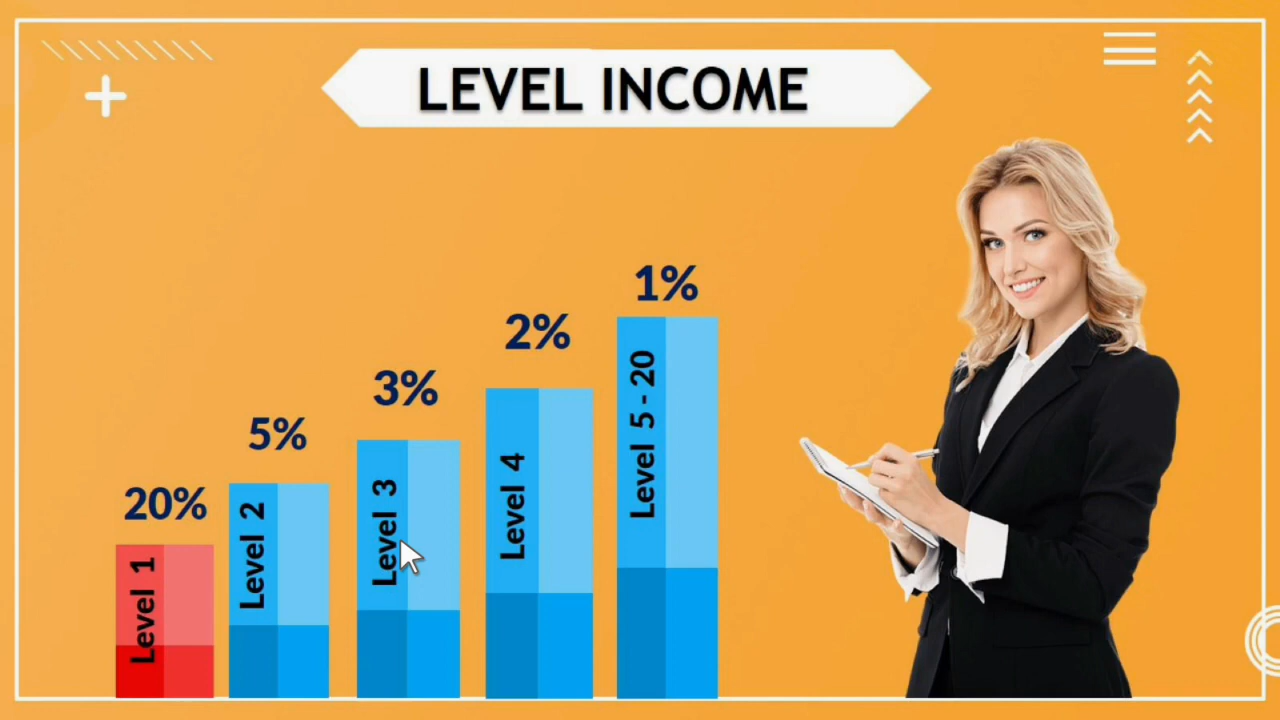 LEVEL INCOME
20%
5%
3%
2%
1%
Level 1
Level 2
Level 3
Level 4
Level 5 - 20